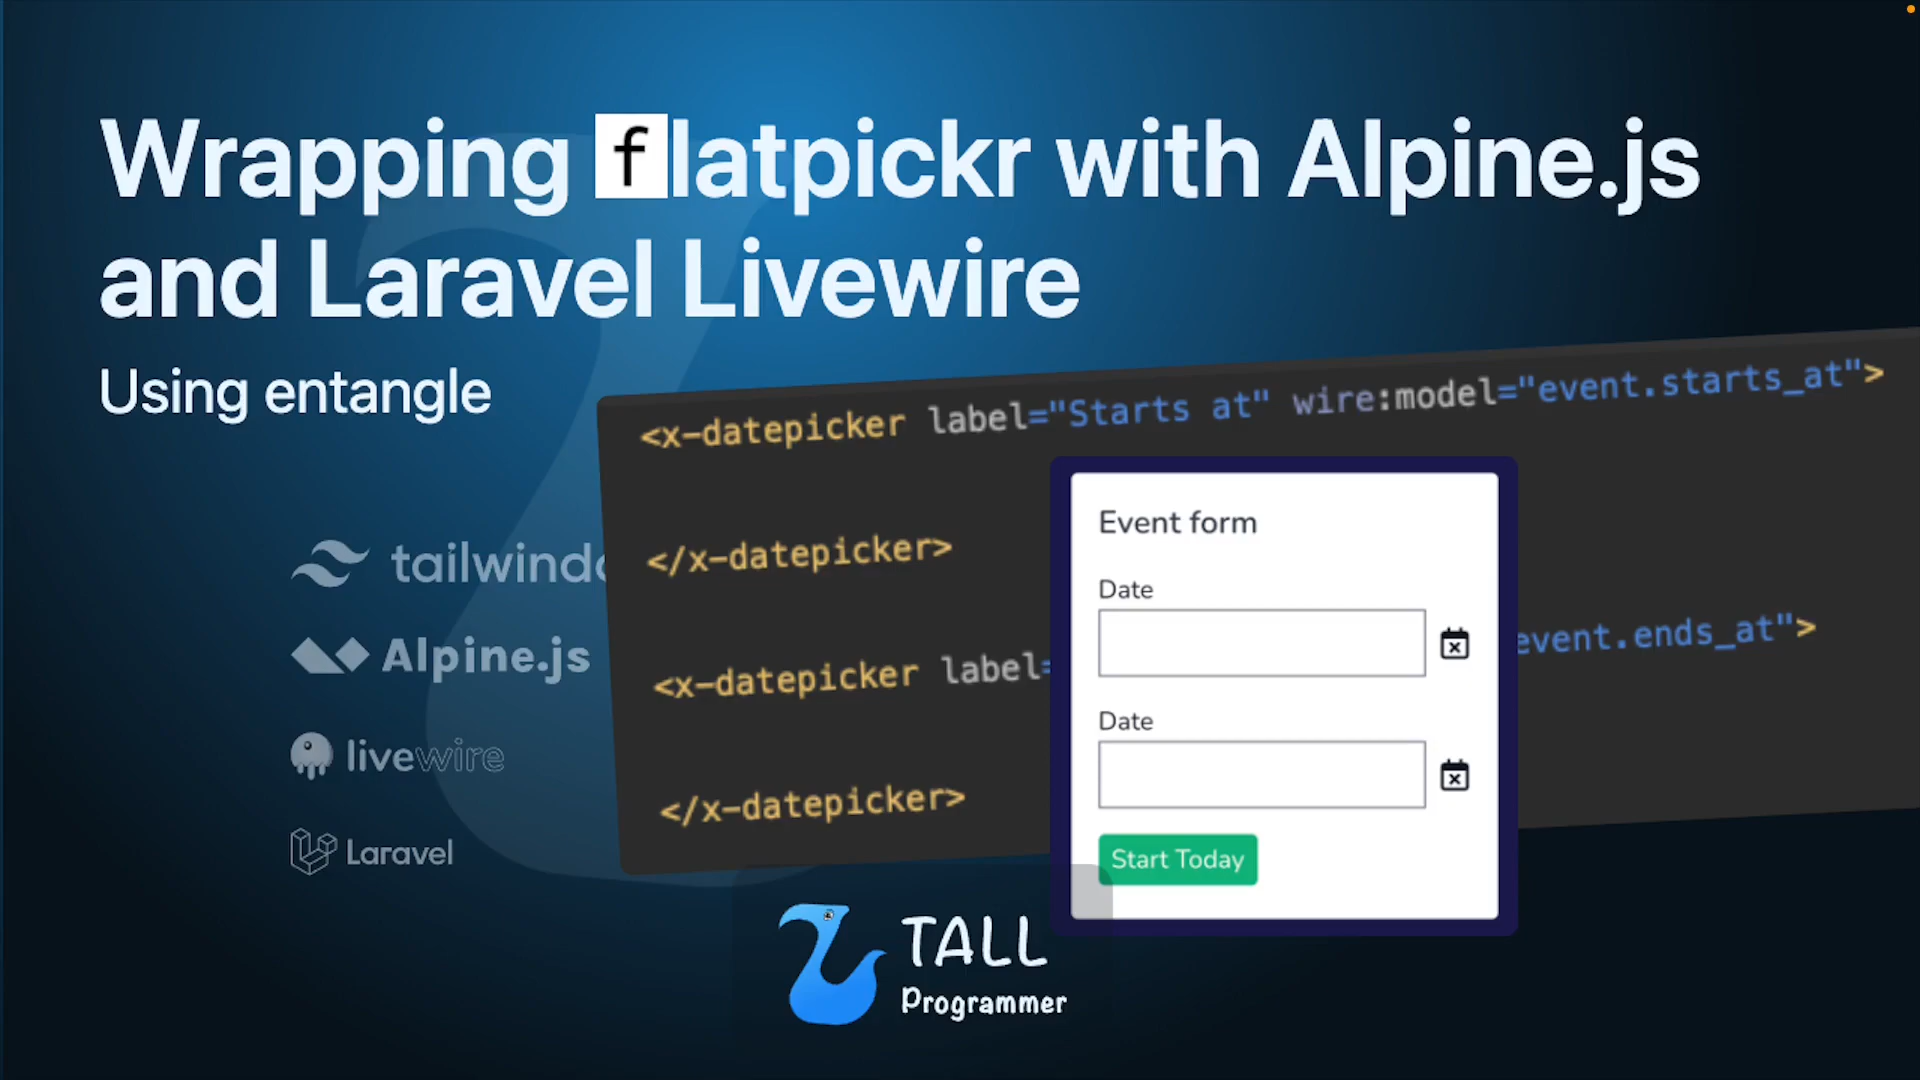 Wrapping flatpickr with Alpine.js
and Laravel Livewire
Using entangle
<x-datepicker label="Starts at" wire:model="event.starts_at">
</x-datepicker>
<x-datepicker label= event.ends_at">
</x-datepicker>
Event form
Date
Date
Start Today
tailwindc
Alpine.js
livewire
Laravel
TALL
Programmer